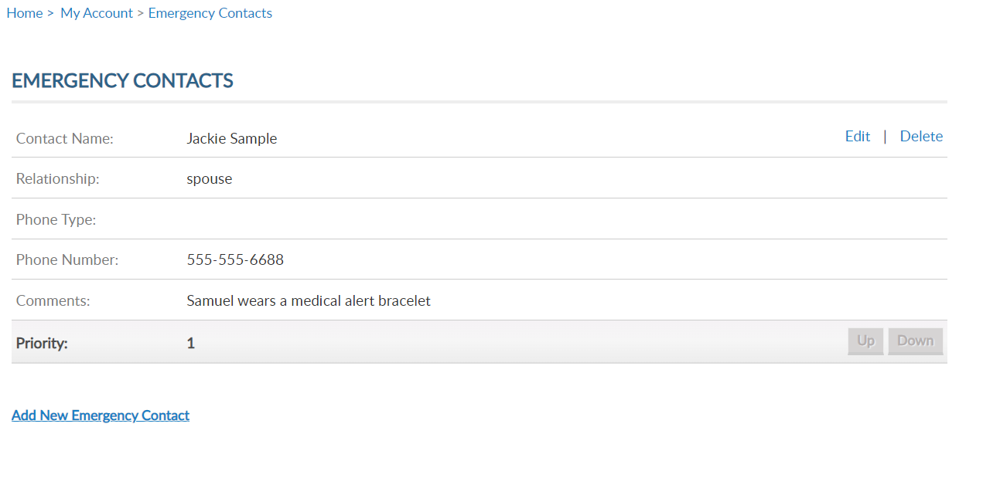 Home > My Account > Emergency Contacts
EMERGENCY CONTACTS
Contact Name: Jackie Sample Edit | Delete
Relationship: spouse
Phone Type:
Phone Number: 555-555-6688
Comments: Samuel wears a medical alert bracelet
Priority: 1 Up Down
Add New Emergency Contact